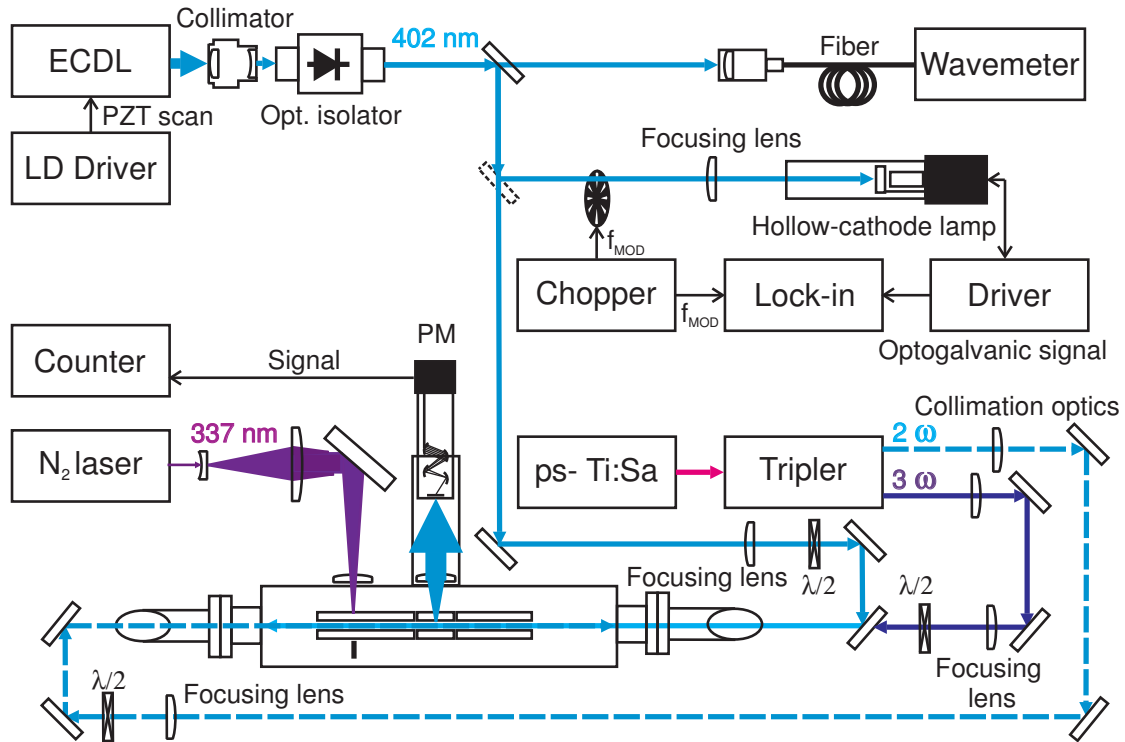 Collimator
ECDL
402 nm
Fiber
Wavemeter
PZT scan
Opt. isolator
LD Driver
Focusing lens
Hollow-cathode lamp
fMOD
Chopper
Lock-in
Driver
fMOD
Optogalvanic signal
PM
Counter
Signal
Collimation optics
337 nm
2 ω
N2 laser
ps- Ti:Sa
Tripler
3 ω
Focusing lens
λ/2
λ/2
Focusing
lens
λ/2
Focusing lens